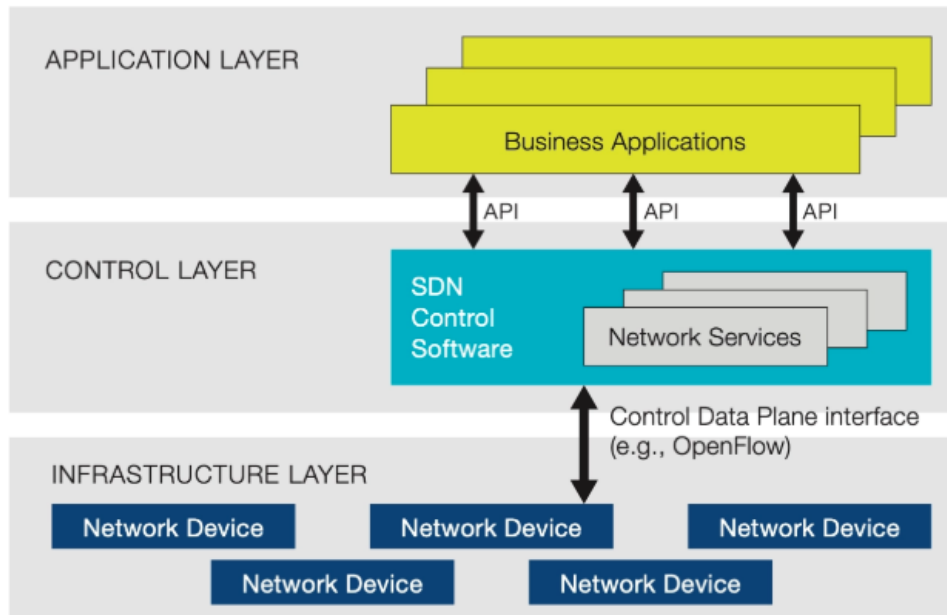 APPLICATION LAYER
Business Applications
API
API
API
CONTROL LAYER
SDN
Control
Software
Network Services
Control Data Plane interface
(e.g., OpenFlow)
INFRASTRUCTURE LAYER
Network Device
Network Device
Network Device
Network Device
Network Device